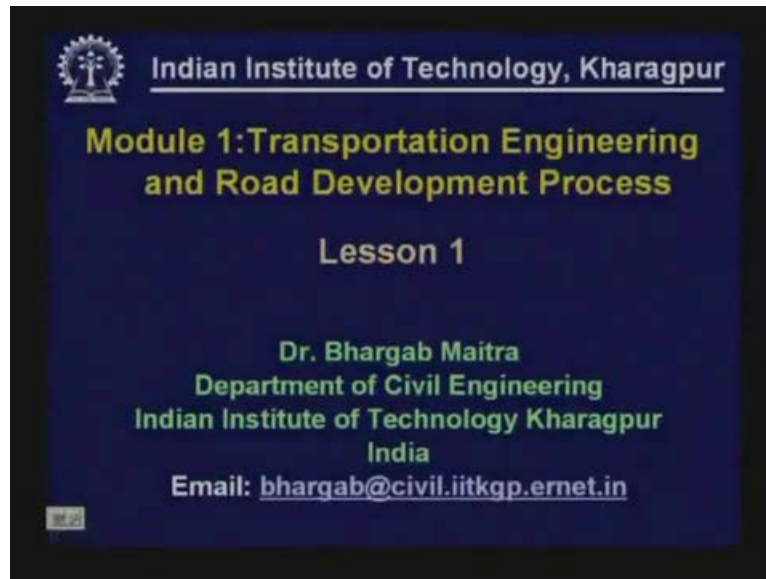 Indian Institute of Technology, Kharagpur
Module 1:Transportation Engineering
and Road Development Process
Lesson 1
Dr. Bhargab Maitra
Department of Civil Engineering
Indian Institute of Technology Kharagpur
India
Email: bhargab@civil.iitkgp.ernet.in